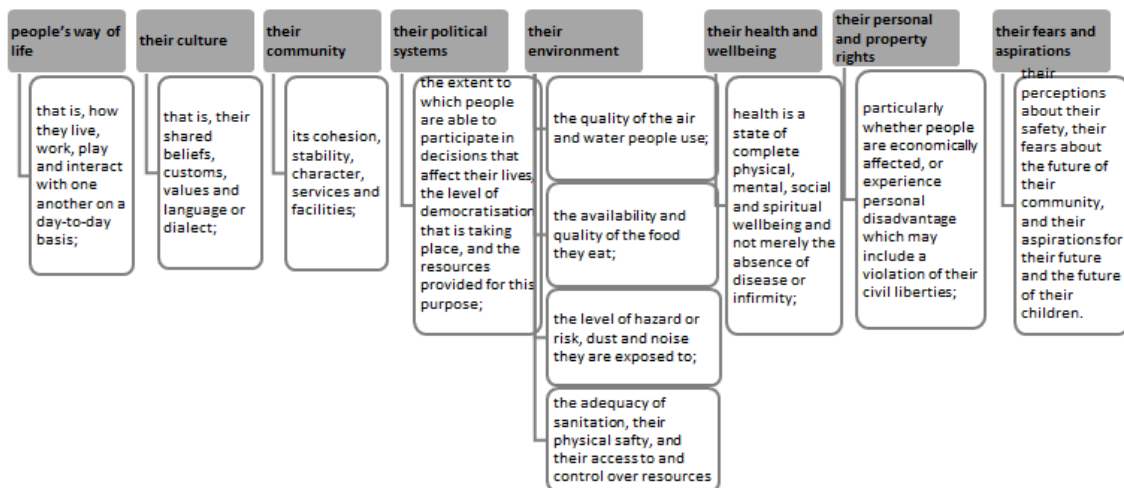 people's way of
life
that is, how
they live,
work, play
and interact
with one
another on a
day-to-day
basis;
their culture
that is, their
shared
beliefs,
customs,
values and
language or
dialect;
their
community
its cohesion,
stability,
character,
services and
facilities;
their political
systems
the extent to
which people
are able to
participate in
decisions that
affect their lives,
the level of
democratisation
that is taking
place, and the
resources
provided for this
purpose;
their
environment
the quality of the
air and water
people use;
the availability and
quality of the food
they eat;
the level of hazard or
risk, dust and noise
they are exposed to;
the adequacy of
sanitation, their
physical safty, and
their access to and
control over resources
their health and
wellbeing
health is a
state of
complete
physical,
mental, social
and spiritual
wellbeing and
not merely the
absence of
disease or
infirmity;
their personal
and property
rights
particularly
whether people
are economically
affected, or
experience
personal
disadvantage
which may
include a
violation of their
civil liberties;
their fears and
aspirations
their
perceptions
about their
safety, their
fears about
the future of
their
community,
and their
aspirations for
their future
and the future
of their
children.